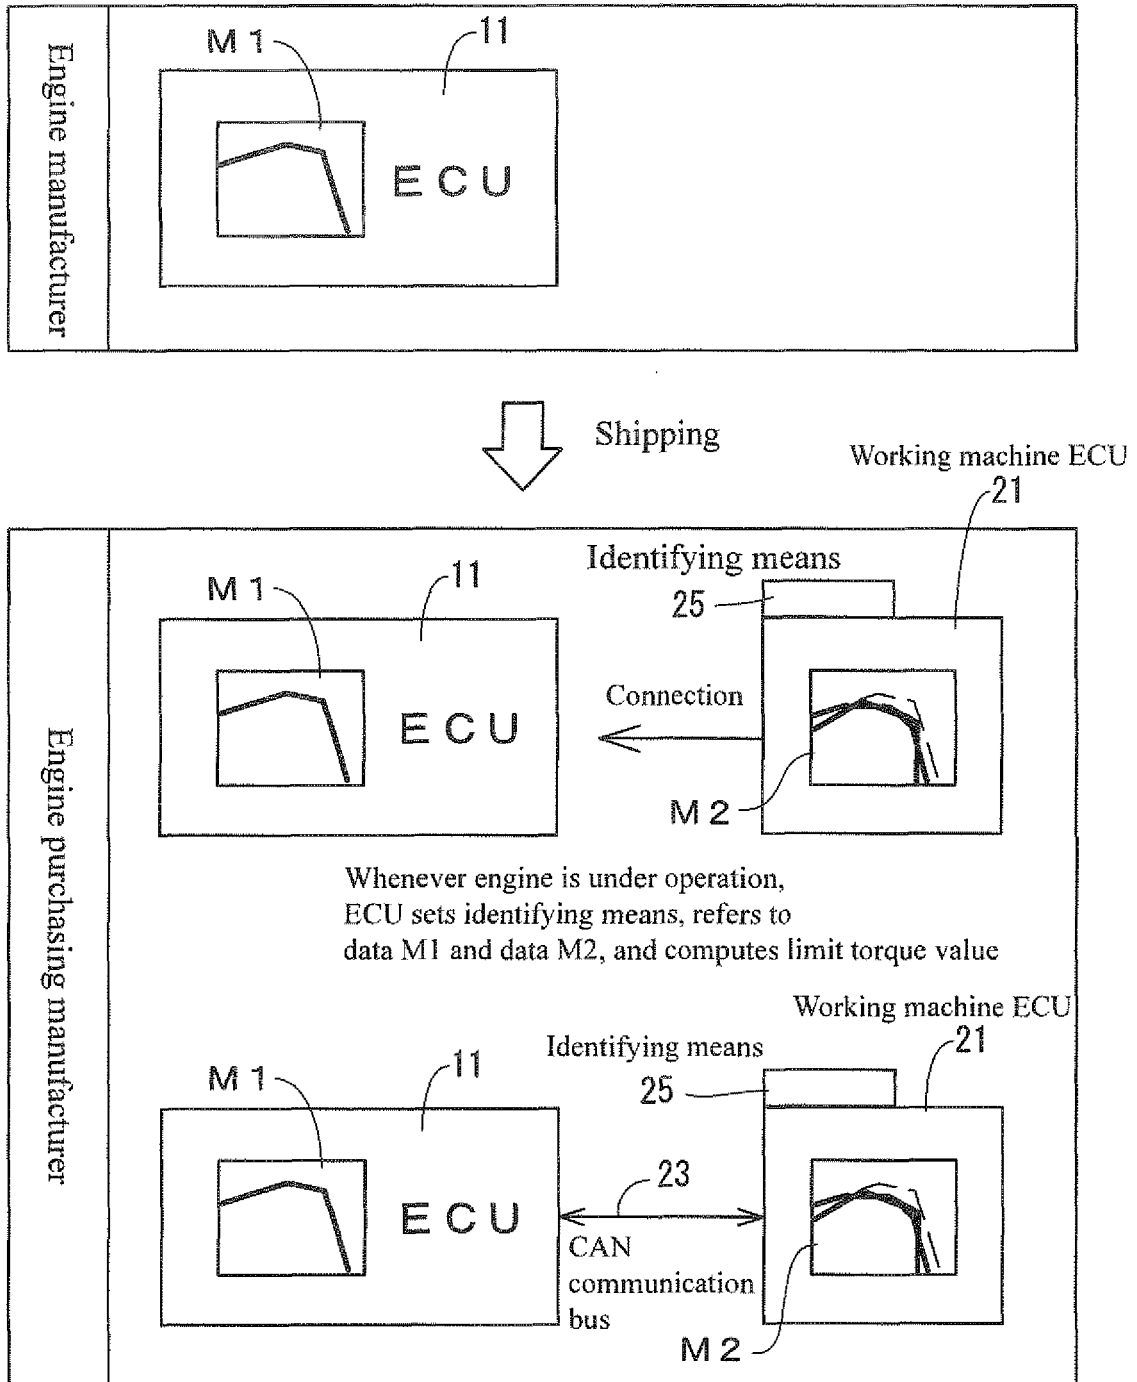 Engine manufacturer
M1
11
ECU
Shipping
Working machine ECU
21
Engine purchasing manufacturer
Identifying means
25
M1
11
ECU
Connection
M2
Whenever engine is under operation,
ECU sets identifying means, refers to
data M1 and data M2, and computes limit torque value
Working machine ECU
21
Identifying means
25
M1
11
ECU
23
CAN
communication
bus
M2